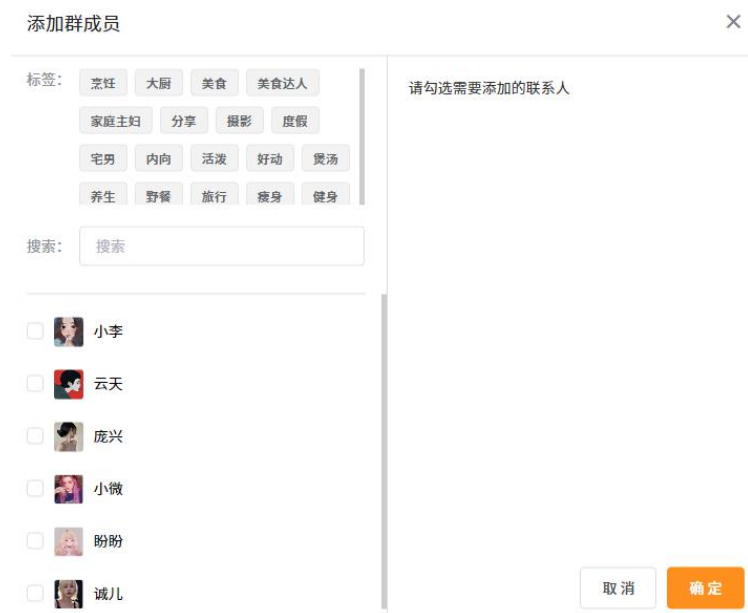 添加群成员
标签：
烹饪 大厨 美食 美食达人
家庭主妇 分享 摄影 度假
宅男 内向 活泼 好动 煲汤
养生 野餐 旅行 瘦身 健身
搜索：
搜索
小李
云天
庞兴
小微
盼盼
诚儿
请勾选需要添加的联系人
取消 确定